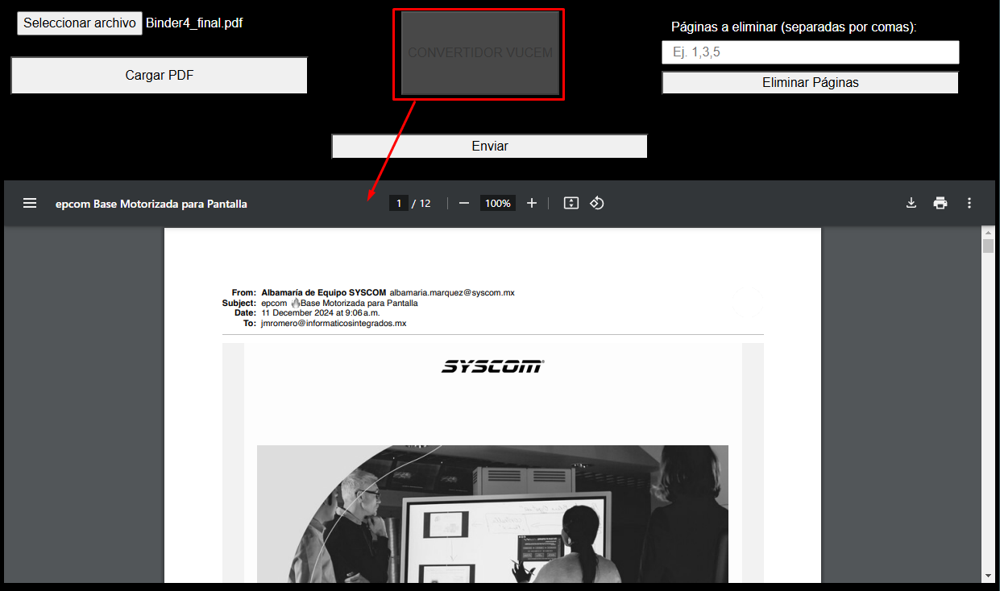 Seleccionar archivo Binder4_final.pdf
Cargar PDF
CONVERTIDOR VUCEM
Páginas a eliminar (separadas por comas):
Ej. 1,3,5
Eliminar Páginas
Enviar
epcom Base Motorizada para Pantalla
1 / 12
100%
From: Albamaría de Equipo SYSCOM albamaria.marquez@syscom.mx
Subject: epcom 🔥Base Motorizada para Pantalla
Date: 11 December 2024 at 9:06 a.m.
To: jmromero@informaticosintegrados.mx
SYSCOM®